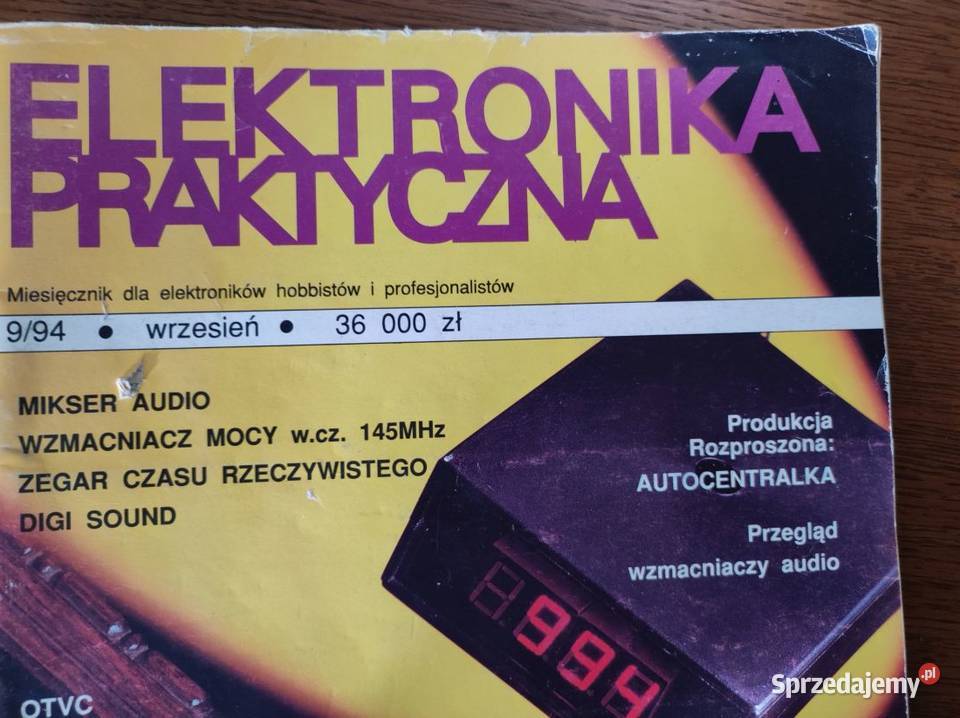 ELEKTRONIKA
PRAKTYCZNA
Miesięcznik dla elektroników hobbistów i profesjonalistów
9/94 • wrzesień • 36 000 zł
MIKSER AUDIO
WZMACNIACZ MOCY w.cz. 145MHz
ZEGAR CZASU RZECZYWISTEGO
DIGI SOUND
Produkcja
Rozproszona:
AUTOCENTRALKA
Przegląd
wzmacniaczy audio
994
OTVC
Sprzedajemy.pl